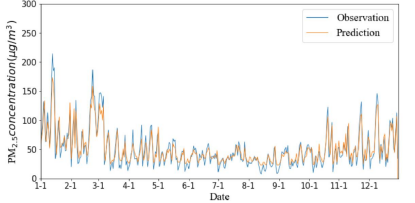 300
250
200
150
100
50
0
PM2.5concentration(μg/m³)
Observation
Prediction
1-1 2-1 3-1 4-1 5-1 6-1 7-1 8-1 9-1 10-1 11-1 12-1
Date